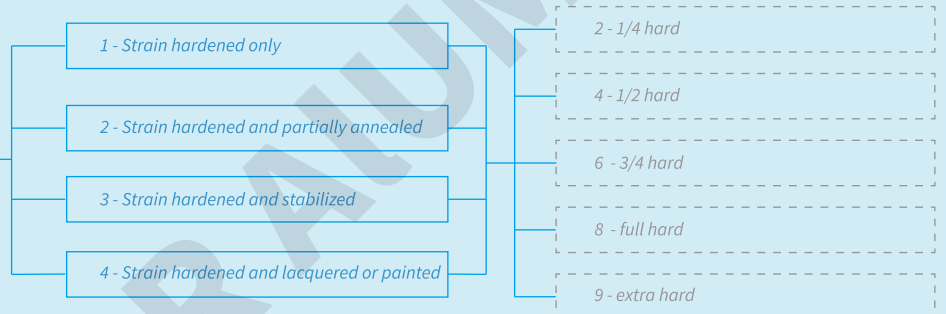 1 - Strain hardened only
2 - Strain hardened and partially annealed
3 - Strain hardened and stabilized
4 - Strain hardened and lacquered or painted
2 - 1/4 hard
4 - 1/2 hard
6 - 3/4 hard
8 - full hard
9 - extra hard